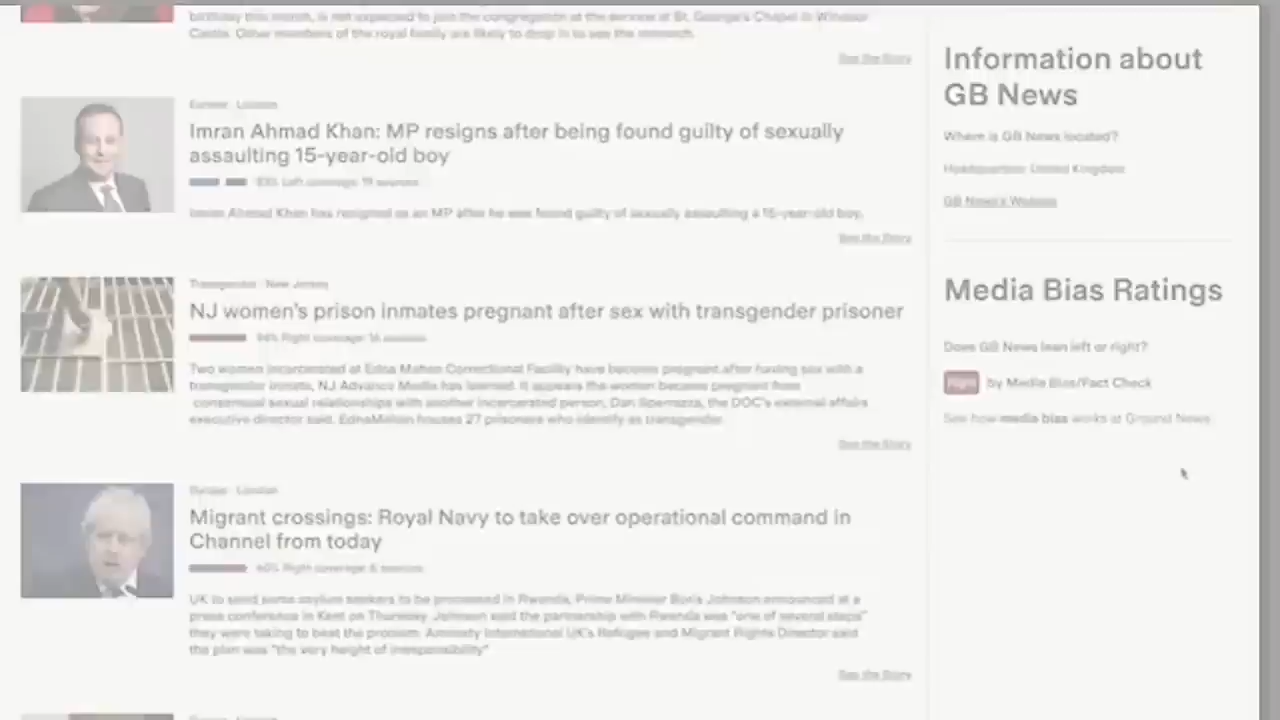 birthday this month, is not expected to join the congregation at the service at St. George's Chapel in Windsor
Castle. Other members of the royal family are likely to drop in to see the monarch.
See the Story
Europe · London
Imran Ahmad Khan: MP resigns after being found guilty of sexually
assaulting 15-year-old boy
Left coverage: 19 sources
Imran Ahmad Khan has resigned as an MP after he was found guilty of sexually assaulting a 15-year-old boy.
See the Story
Transgender · New Jersey
NJ women's prison inmates pregnant after sex with transgender prisoner
Right coverage: 16 sources
Two women incarcerated at Edna Mahan Correctional Facility have become pregnant after having sex with a
transgender inmate, NJ Advance Media has learned. It appears the women became pregnant from
consensual sexual relationships with another incarcerated person, Dan Sperrazza, the DOC's external affairs
executive director said. EdnaMahan houses 27 prisoners who identify as transgender.
See the Story
Europe · London
Migrant crossings: Royal Navy to take over operational command in
Channel from today
Right coverage: 6 sources
UK to send some asylum seekers to be processed in Rwanda, Prime Minister Boris Johnson announced at a
press conference in Kent on Thursday. Johnson said the partnership with Rwanda was "one of several steps"
they were taking to beat the problem. Amnesty International UK's Refugee and Migrant Rights Director said
the plan was "the very height of irresponsibility"
See the Story
Information about
GB News
Where is GB News located?
Headquarters: United Kingdom
GB News's Website
Media Bias Ratings
Does GB News lean left or right?
Right by Media Bias/Fact Check
See how media bias works at Ground News